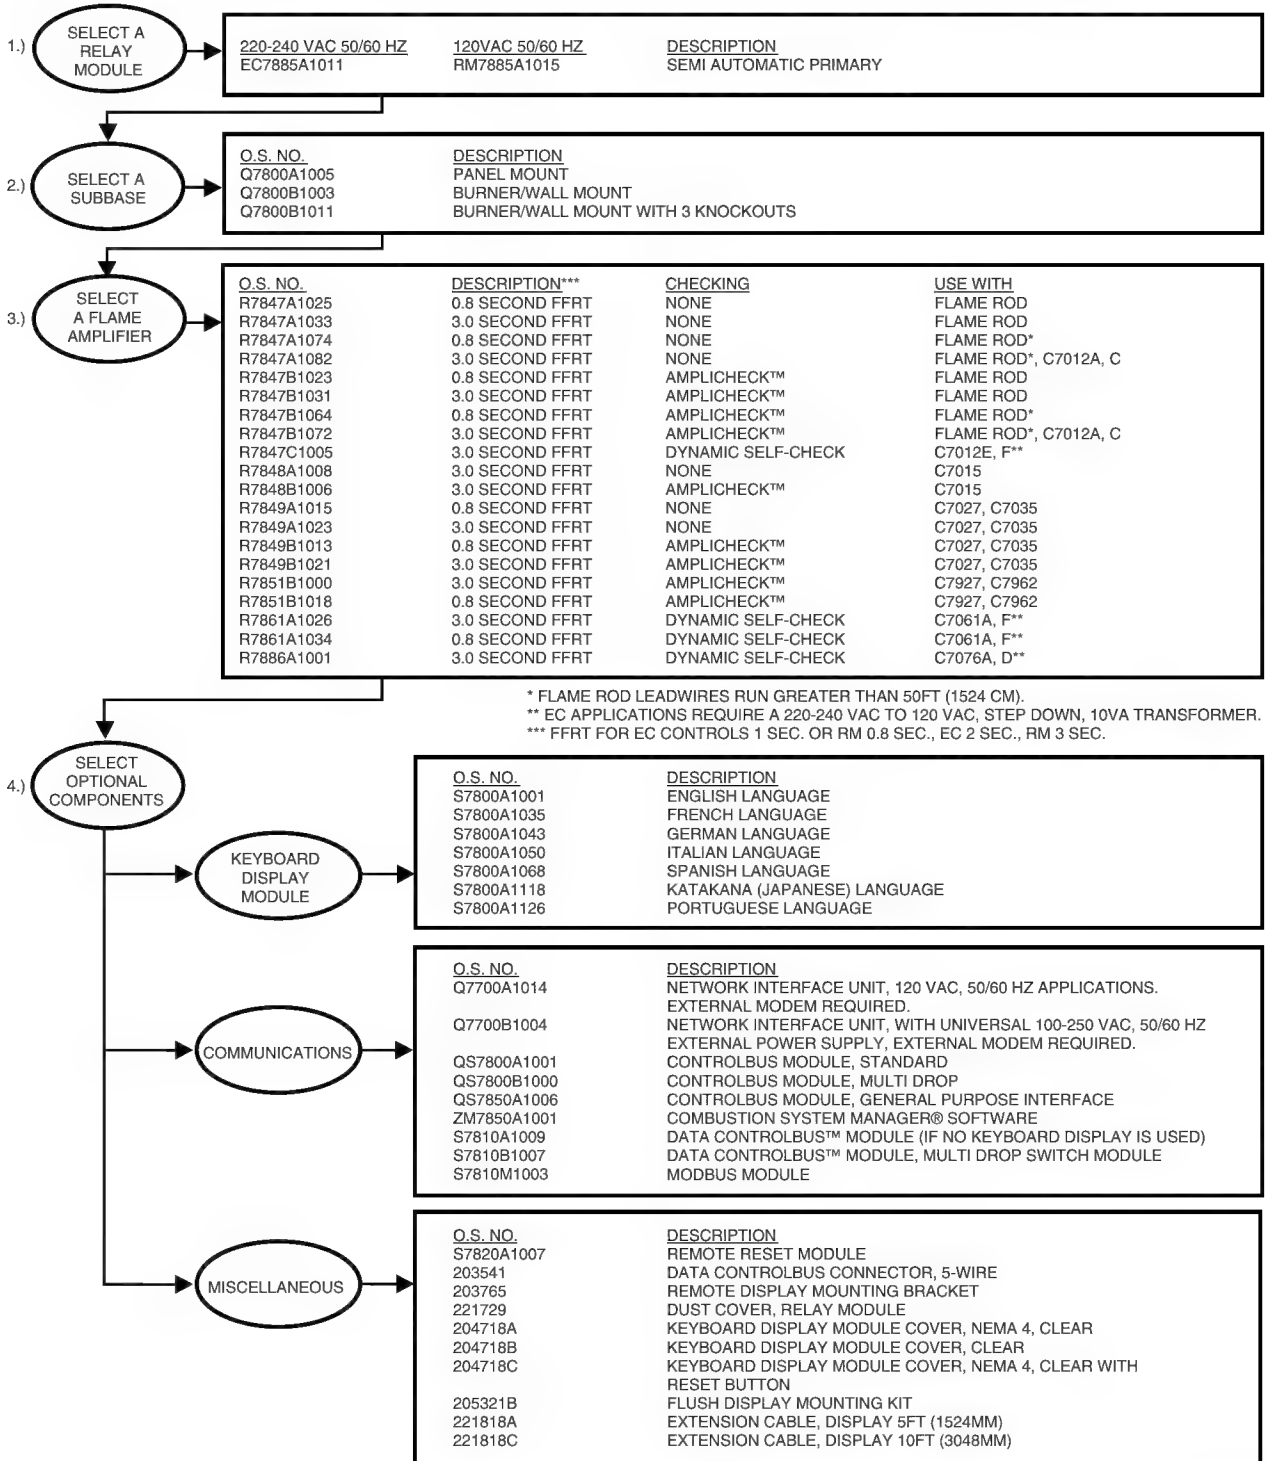 1.) SELECT A
RELAY
MODULE
220-240 VAC 50/60 HZ 120VAC 50/60 HZ DESCRIPTION
EC7885A1011 RM7885A1015 SEMI AUTOMATIC PRIMARY
2.) SELECT A
SUBBASE
O.S. NO. DESCRIPTION
Q7800A1005 PANEL MOUNT
Q7800B1003 BURNER/WALL MOUNT
Q7800B1011 BURNER/WALL MOUNT WITH 3 KNOCKOUTS
3.) SELECT
A FLAME
AMPLIFIER
O.S. NO. DESCRIPTION*** CHECKING USE WITH
R7847A1025 0.8 SECOND FFRT NONE FLAME ROD
R7847A1033 3.0 SECOND FFRT NONE FLAME ROD
R7847A1074 0.8 SECOND FFRT NONE FLAME ROD*
R7847A1082 3.0 SECOND FFRT NONE FLAME ROD*, C7012A, C
R7847B1023 0.8 SECOND FFRT AMPLICHECK™ FLAME ROD
R7847B1031 3.0 SECOND FFRT AMPLICHECK™ FLAME ROD
R7847B1064 0.8 SECOND FFRT AMPLICHECK™ FLAME ROD*
R7847B1072 3.0 SECOND FFRT AMPLICHECK™ FLAME ROD*, C7012A, C
R7847C1005 3.0 SECOND FFRT DYNAMIC SELF-CHECK C7012E, F**
R7848A1008 3.0 SECOND FFRT NONE C7015
R7848B1006 3.0 SECOND FFRT AMPLICHECK™ C7015
R7849A1015 0.8 SECOND FFRT NONE C7027, C7035
R7849A1023 3.0 SECOND FFRT NONE C7027, C7035
R7849B1013 0.8 SECOND FFRT AMPLICHECK™ C7027, C7035
R7849B1021 3.0 SECOND FFRT AMPLICHECK™ C7027, C7035
R7851B1000 3.0 SECOND FFRT AMPLICHECK™ C7927, C7962
R7851B1018 0.8 SECOND FFRT AMPLICHECK™ C7927, C7962
R7861A1026 3.0 SECOND FFRT DYNAMIC SELF-CHECK C7061A, F**
R7861A1034 0.8 SECOND FFRT DYNAMIC SELF-CHECK C7061A, F**
R7886A1001 3.0 SECOND FFRT DYNAMIC SELF-CHECK C7076A, D**
* FLAME ROD LEADWIRES RUN GREATER THAN 50FT (1524 CM).
** EC APPLICATIONS REQUIRE A 220-240 VAC TO 120 VAC, STEP DOWN, 10VA TRANSFORMER.
*** FFRT FOR EC CONTROLS 1 SEC. OR RM 0.8 SEC., EC 2 SEC., RM 3 SEC.
4.) SELECT
OPTIONAL
COMPONENTS
KEYBOARD
DISPLAY
MODULE
O.S. NO. DESCRIPTION
S7800A1001 ENGLISH LANGUAGE
S7800A1035 FRENCH LANGUAGE
S7800A1043 GERMAN LANGUAGE
S7800A1050 ITALIAN LANGUAGE
S7800A1068 SPANISH LANGUAGE
S7800A1118 KATAKANA (JAPANESE) LANGUAGE
S7800A1126 PORTUGUESE LANGUAGE
COMMUNICATIONS
O.S. NO. DESCRIPTION
Q7700A1014 NETWORK INTERFACE UNIT, 120 VAC, 50/60 HZ APPLICATIONS.
EXTERNAL MODEM REQUIRED.
Q7700B1004 NETWORK INTERFACE UNIT, WITH UNIVERSAL 100-250 VAC, 50/60 HZ
EXTERNAL POWER SUPPLY, EXTERNAL MODEM REQUIRED.
QS7800A1001 CONTROLBUS MODULE, STANDARD
QS7800B1000 CONTROLBUS MODULE, MULTI DROP
QS7850A1006 CONTROLBUS MODULE, GENERAL PURPOSE INTERFACE
ZM7850A1001 COMBUSTION SYSTEM MANAGER® SOFTWARE
S7810A1009 DATA CONTROLBUS™ MODULE (IF NO KEYBOARD DISPLAY IS USED)
S7810B1007 DATA CONTROLBUS™ MODULE, MULTI DROP SWITCH MODULE
S7810M1003 MODBUS MODULE
MISCELLANEOUS
O.S. NO. DESCRIPTION
S7820A1007 REMOTE RESET MODULE
203541 DATA CONTROLBUS CONNECTOR, 5-WIRE
203765 REMOTE DISPLAY MOUNTING BRACKET
221729 DUST COVER, RELAY MODULE
204718A KEYBOARD DISPLAY MODULE COVER, NEMA 4, CLEAR
204718B KEYBOARD DISPLAY MODULE COVER, CLEAR
204718C KEYBOARD DISPLAY MODULE COVER, NEMA 4, CLEAR WITH
RESET BUTTON
205321B FLUSH DISPLAY MOUNTING KIT
221818A EXTENSION CABLE, DISPLAY 5FT (1524MM)
221818C EXTENSION CABLE, DISPLAY 10FT (3048MM)